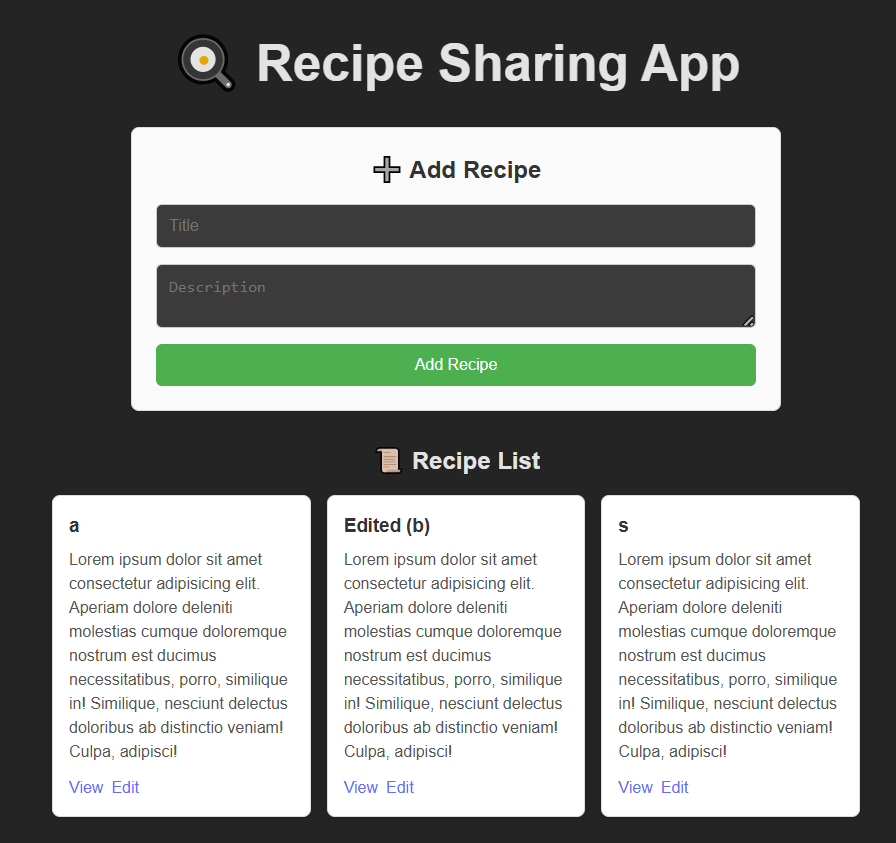 🍳 Recipe Sharing App
➕ Add Recipe
Title
Description
Add Recipe
📜 Recipe List
a
Lorem ipsum dolor sit amet
consectetur adipisicing elit.
Aperiam dolore deleniti
molestias cumque doloremque
nostrum est ducimus
necessitatibus, porro, similique
in! Similique, nesciunt delectus
doloribus ab distinctio veniam!
Culpa, adipisci!
View Edit
Edited (b)
Lorem ipsum dolor sit amet
consectetur adipisicing elit.
Aperiam dolore deleniti
molestias cumque doloremque
nostrum est ducimus
necessitatibus, porro, similique
in! Similique, nesciunt delectus
doloribus ab distinctio veniam!
Culpa, adipisci!
View Edit
s
Lorem ipsum dolor sit amet
consectetur adipisicing elit.
Aperiam dolore deleniti
molestias cumque doloremque
nostrum est ducimus
necessitatibus, porro, similique
in! Similique, nesciunt delectus
doloribus ab distinctio veniam!
Culpa, adipisci!
View Edit